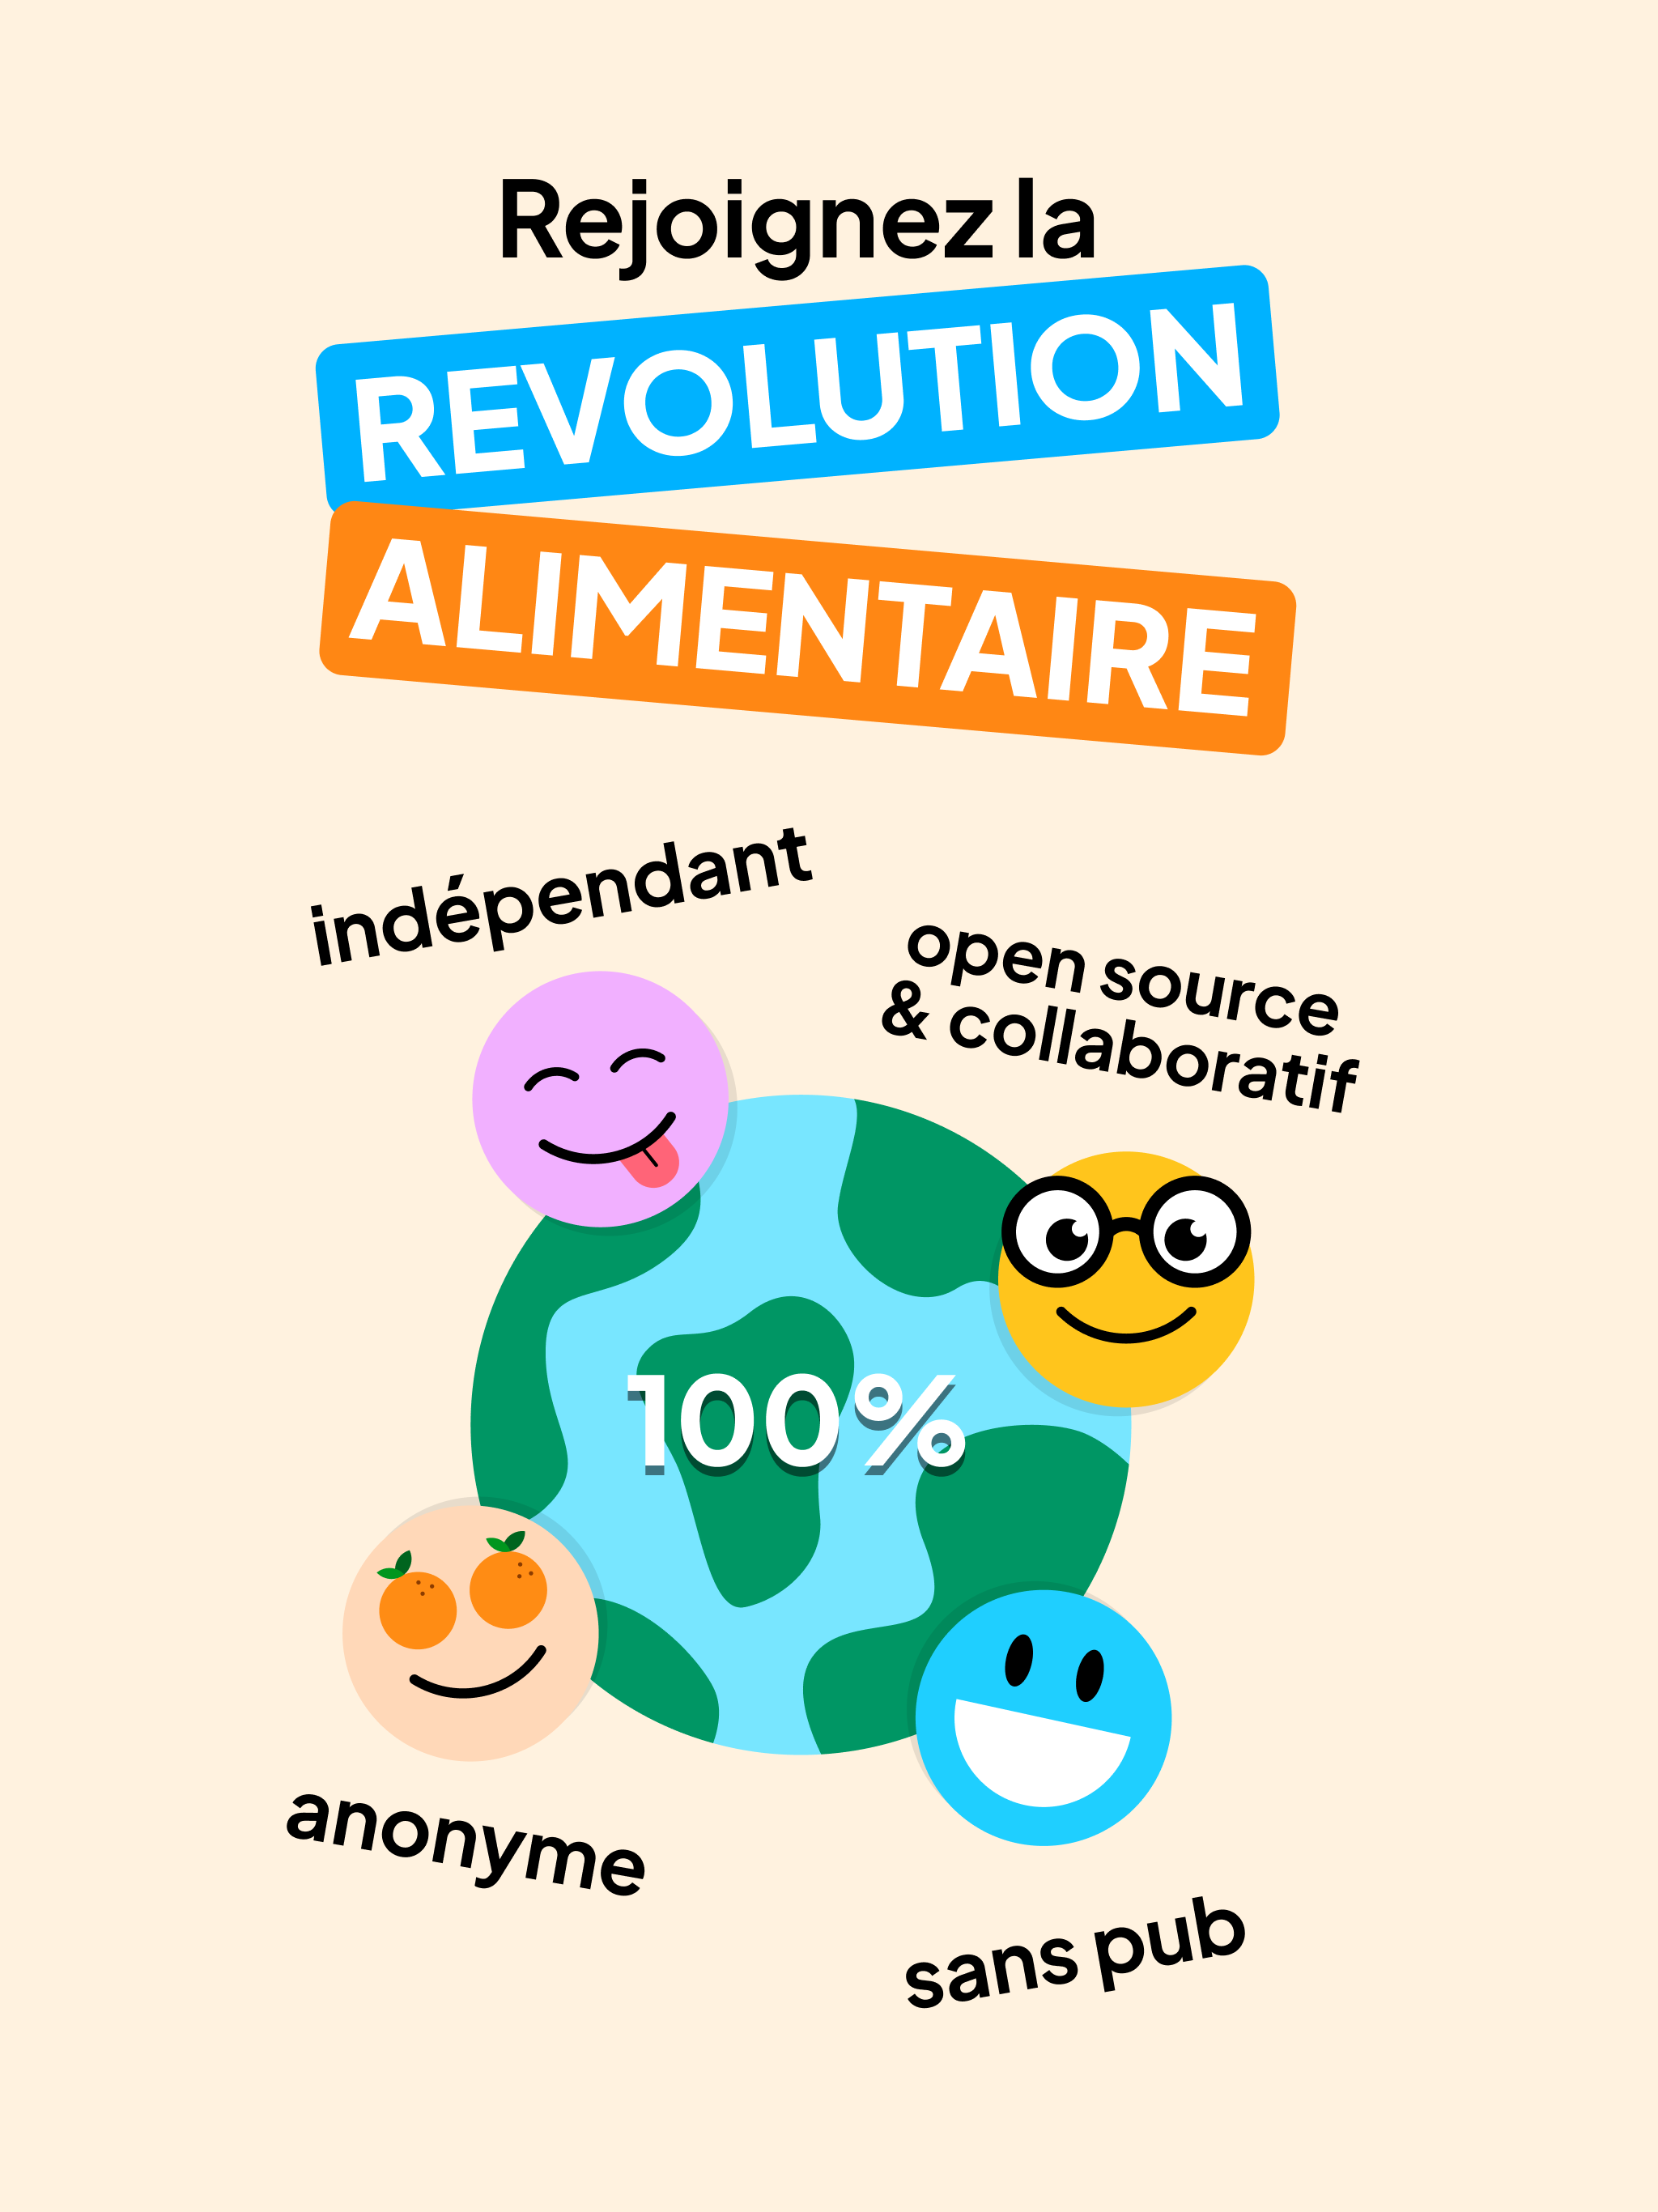 Rejoignez la
REVOLUTION
ALIMENTAIRE
indépendant
open source
& collaboratif
100%
anonyme
sans pub